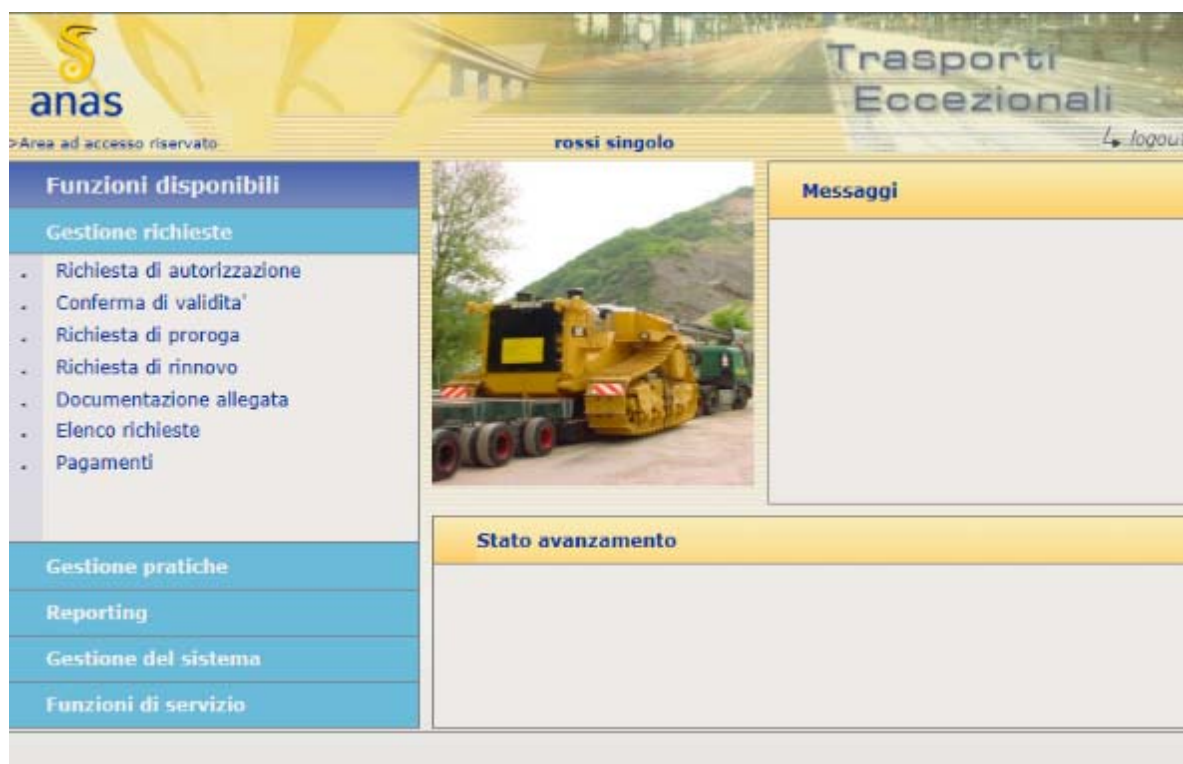 anas
Trasporti
Eccezionali
>Area ad accesso riservato
rossi singolo
logout
Funzioni disponibili
Gestione richieste
. Richiesta di autorizzazione
. Conferma di validita'
. Richiesta di proroga
. Richiesta di rinnovo
. Documentazione allegata
. Elenco richieste
. Pagamenti
Gestione pratiche
Reporting
Gestione del sistema
Funzioni di servizio
Messaggi
Stato avanzamento